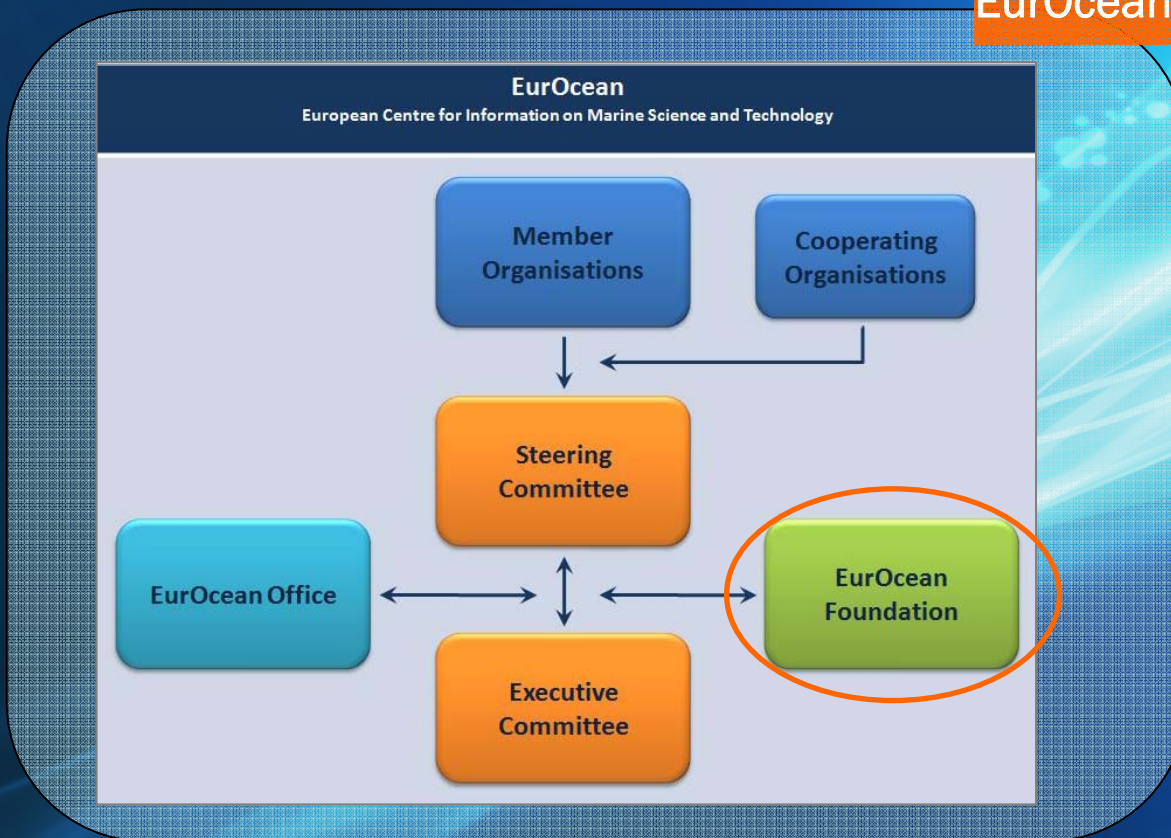 EurOcean
EurOcean
European Centre for Information on Marine Science and Technology
Member
Organisations
Cooperating
Organisations
Steering
Committee
EurOcean Office
EurOcean
Foundation
Executive
Committee